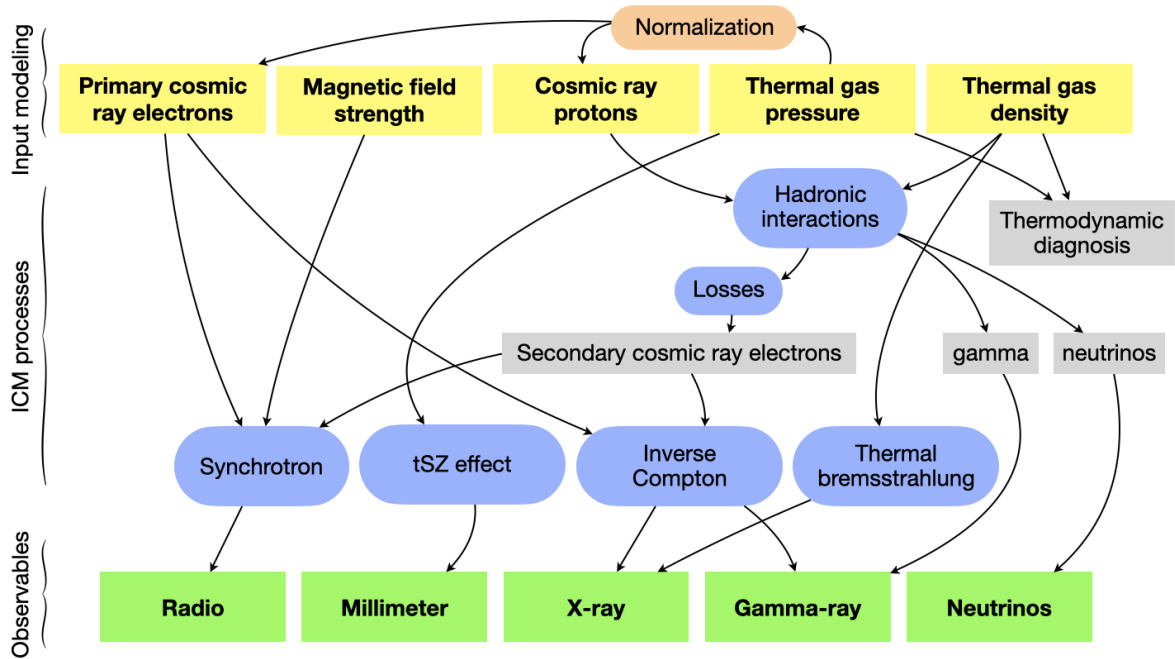 Input modeling
Normalization
Primary cosmic
ray electrons
Magnetic field
strength
Cosmic ray
protons
Thermal gas
pressure
Thermal gas
density
ICM processes
Hadronic
interactions
Thermodynamic
diagnosis
Losses
Secondary cosmic ray electrons
gamma
neutrinos
Synchrotron
tSZ effect
Inverse
Compton
Thermal
bremsstrahlung
Observables
Radio
Millimeter
X-ray
Gamma-ray
Neutrinos